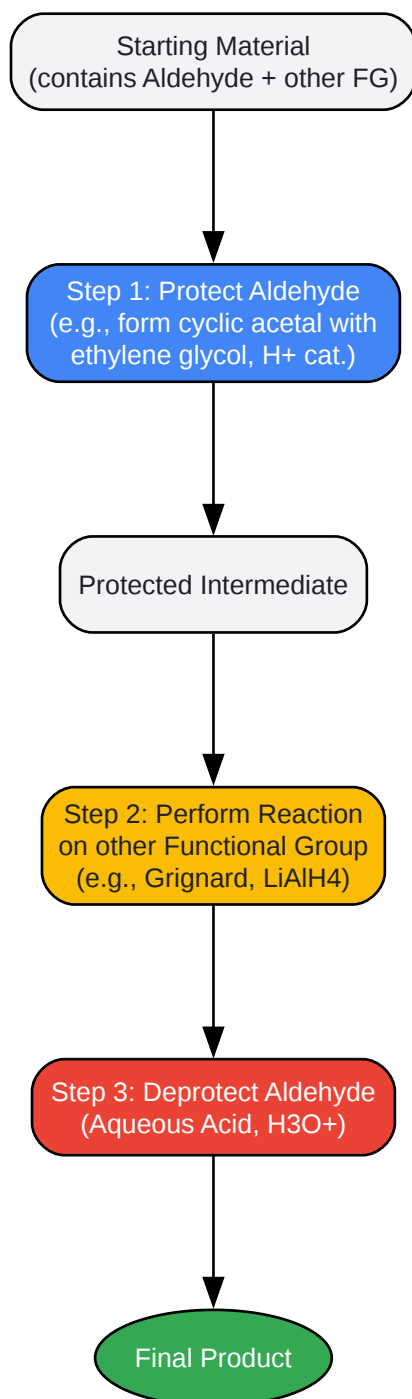 Starting Material
(contains Aldehyde + other FG)
Step 1: Protect Aldehyde
(e.g., form cyclic acetal with
ethylene glycol, H+ cat.)
Protected Intermediate
Step 2: Perform Reaction
on other Functional Group
(e.g., Grignard, LiAlH4)
Step 3: Deprotect Aldehyde
(Aqueous Acid, H3O+)
Final Product